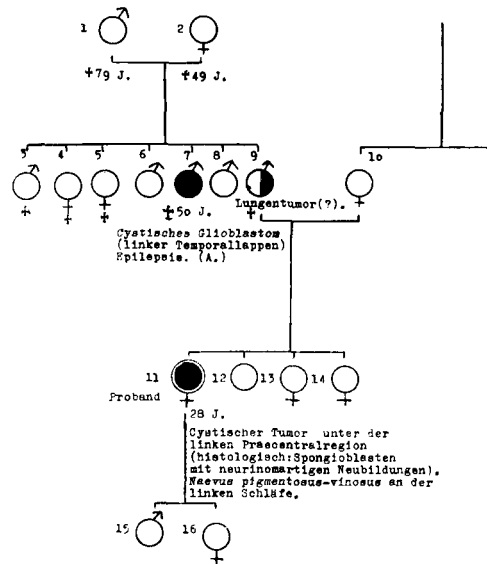 1 2
†79 J. †49 J.
3 4 5 6 7 8 9 10
†50 J. Lungentumor(?).
Cystisches Glioblastom
(linker Temporallappen)
Epilepsie. (A.)
11 12 13 14
Proband
28 J.
Cystischer Tumor unter der
linken Praecentralregion
(histologisch:Spongioblasten
mit neurinomartigen Neubildungen).
Naevus pigmentosus-vinosus an der
linken Schläfe.
15 16